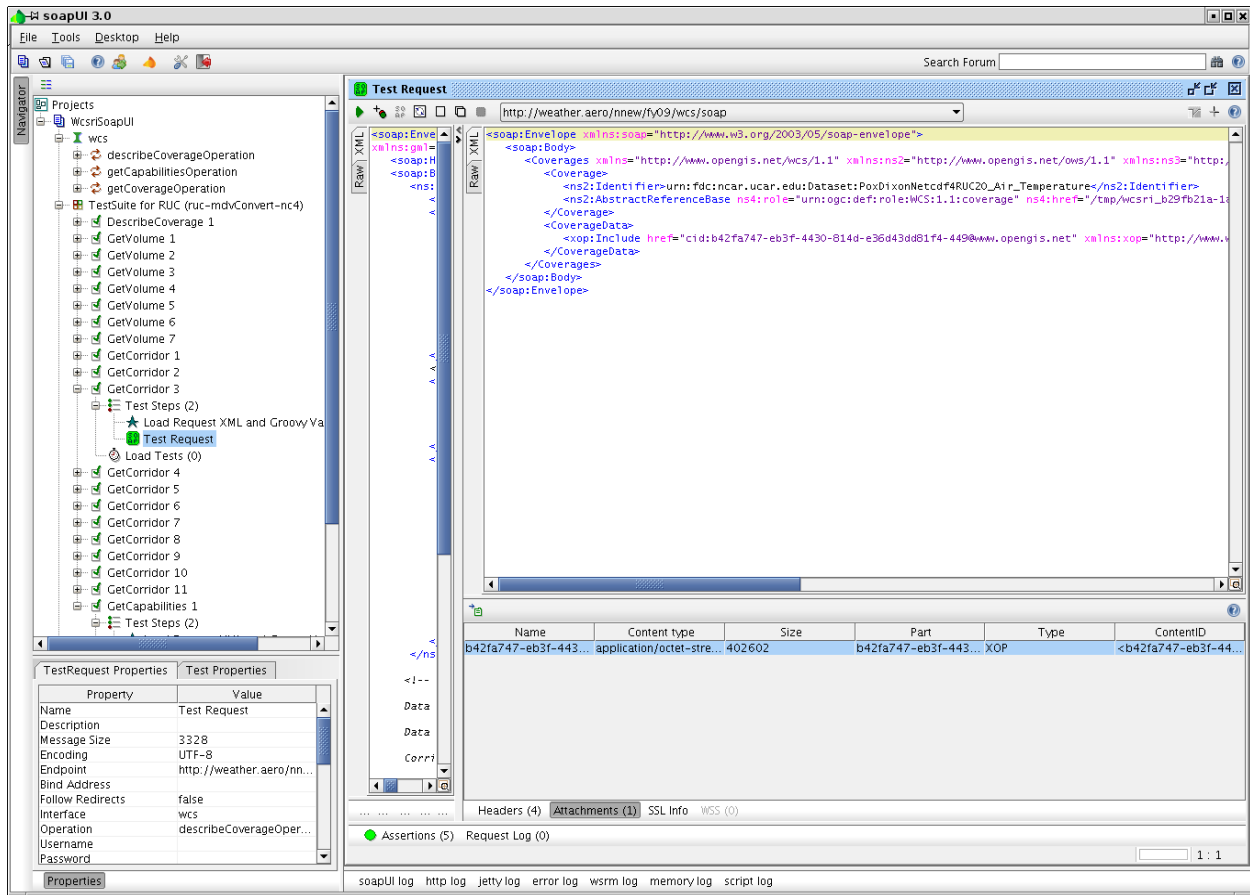 soapUI 3.0
File Tools Desktop Help
Search Forum
Navigator
Projects
WcsriSoapUI
wcs
describeCoverageOperation
getCapabilitiesOperation
getCoverageOperation
TestSuite for RUC (ruc-mdvConvert-nc4)
DescribeCoverage 1
GetVolume 1
GetVolume 2
GetVolume 3
GetVolume 4
GetVolume 5
GetVolume 6
GetVolume 7
GetCorridor 1
GetCorridor 2
GetCorridor 3
Test Steps (2)
Load Request XML and Groovy Va
Test Request
Load Tests (0)
GetCorridor 4
GetCorridor 5
GetCorridor 6
GetCorridor 7
GetCorridor 8
GetCorridor 9
GetCorridor 10
GetCorridor 11
GetCapabilities 1
Test Steps (2)
TestRequest Properties Test Properties
Property Value
Name Test Request
Description
Message Size 3328
Encoding UTF-8
Endpoint http://weather.aero/nn...
Bind Address
Follow Redirects false
Interface wcs
Operation describeCoverageOper...
Username
Password
Properties
Test Request
http://weather.aero/nnew/fy09/wcs/soap
XML
Raw
<soap:Enve
xmlns:gml=
<soap:H
<soap:B
<ns:
<
<
<
<
<
<
<
<
</ns
<!--
Data
Data
Corri
XML
Raw
<soap:Envelope xmlns:soap="http://www.w3.org/2003/05/soap-envelope">
<soap:Body>
<Coverages xmlns="http://www.opengis.net/wcs/1.1" xmlns:ns2="http://www.opengis.net/ows/1.1" xmlns:ns3="http:/
<Coverage>
<ns2:Identifier>urn:fdc:ncar.ucar.edu:Dataset:PoxDixonNetcdf4RUC20_Air_Temperature</ns2:Identifier>
<ns2:AbstractReferenceBase ns4:role="urn:ogc:def:role:WCS:1.1:coverage" ns4:href="/tmp/wcsri_b29fb21a-1a
</Coverage>
<CoverageData>
<xop:Include href="cid:b42fa747-eb3f-4430-814d-e36d43dd81f4-449@www.opengis.net" xmlns:xop="http://www.w
</CoverageData>
</Coverages>
</soap:Body>
</soap:Envelope>
Name Content type Size Part Type ContentID
b42fa747-eb3f-443... application/octet-stre... 402602 b42fa747-eb3f-443... XOP <b42fa747-eb3f-44...
... ... ... ... ...
Headers (4) Attachments (1) SSL Info WSS (0)
Assertions (5) Request Log (0)
1 : 1
soapUI log http log jetty log error log wsrm log memory log script log